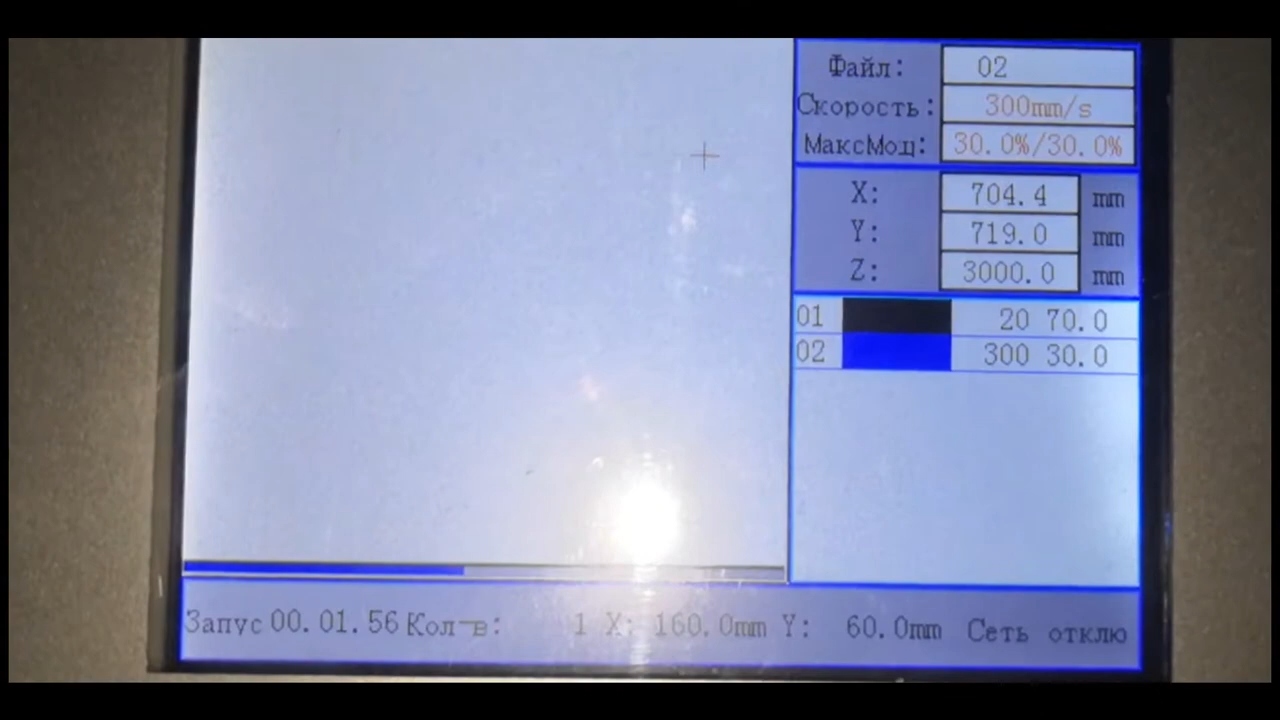 Файл: 02
Скорость: 300mm/s
МаксМощ: 30.0%/30.0%
X: 704.4 mm
Y: 719.0 mm
Z: 3000.0 mm
01 20 70.0
02 300 30.0
Запус 00.01.56 Кол-в: 1 X: 160.0mm Y: 60.0mm Сеть отклю